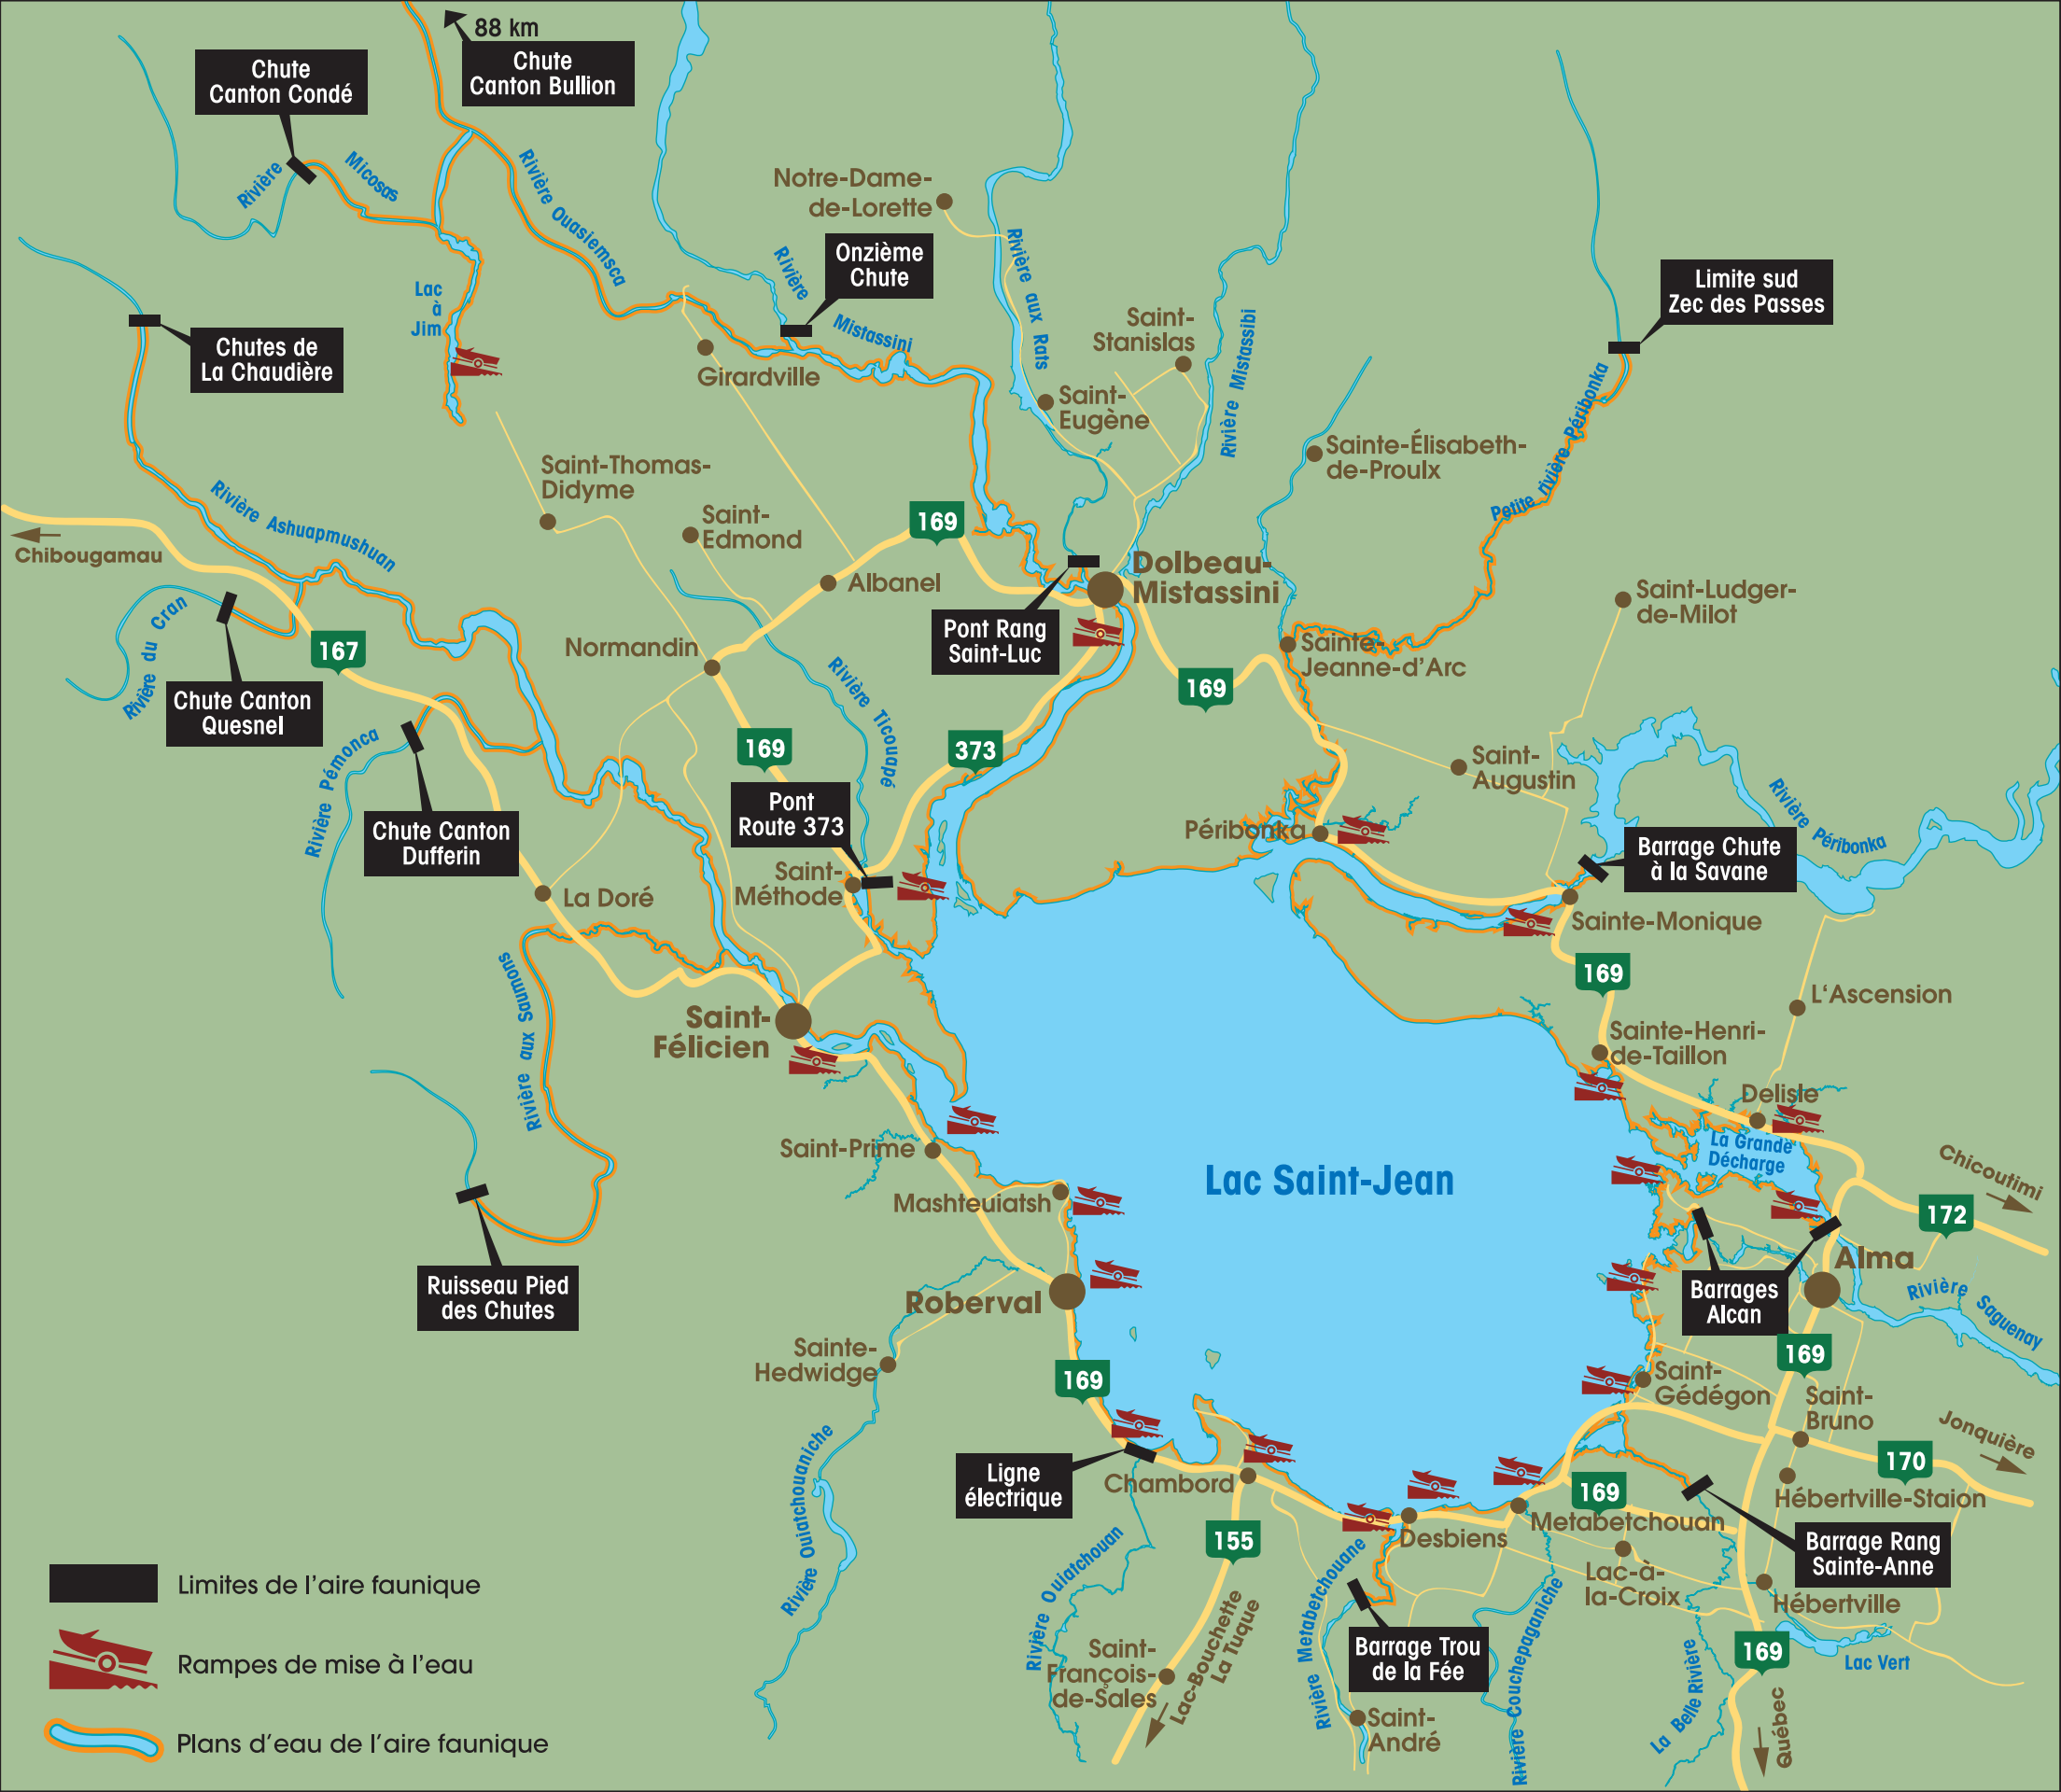 88 km
Chute
Canton Bullion
Chute
Canton Condé
Rivière
Micosas
Rivière Ouasiemsca
Notre-Dame-
de-Lorette
Onzième
Chute
Rivière
Mistassini
Rivière aux Rats
Rivière Mistassibi
Limite sud
Zec des Passes
Lac
à
Jim
Chutes de
La Chaudière
Girardville
Saint-
Stanislas
Saint-
Eugène
Sainte-Élisabeth-
de-Proulx
Petite rivière Péribonka
Saint-Thomas-
Didyme
Saint-
Edmond
169
Rivière Ashuapmushuan
Chibougamau
Albanel
Dolbeau-
Mistassini
Saint-Ludger-
de-Milot
Rivière du Cran
167
Normandin
Pont Rang
Saint-Luc
Sainte-
Jeanne-d'Arc
Chute Canton
Quesnel
Rivière Ticouapé
169
169
373
Rivière Pémonca
Saint-
Augustin
Rivière Péribonka
Chute Canton
Dufferin
Pont
Route 373
Péribonka
Barrage Chute
à la Savane
La Doré
Saint-
Méthode
Sainte-Monique
Rivière aux Saumons
169
L'Ascension
Saint-
Félicien
Sainte-Henri-
de-Taillon
Delisle
Saint-Prime
La Grande
Décharge
Chicoutimi
Mashteuiatsh
Lac Saint-Jean
172
Ruisseau Pied
des Chutes
Roberval
Barrages
Alcan
Alma
Rivière Saguenay
Sainte-
Hedwidge
169
169
Saint-
Gédégon
Saint-
Bruno
Jonquière
Rivière Ouiatchouaniche
Ligne
électrique
Chambord
170
169
Hébertville-Staion
155
Desbiens
Metabetchouan
Barrage Rang
Sainte-Anne
Rivière Ouiatchouan
Lac-à-
la-Croix
Hébertville
Limites de l'aire faunique
Rivière Metabetchouane
Rivière Couchepaganiche
Saint-
François-
de-Sales
Lac-Bouchette
La Tuque
Barrage Trou
de la Fée
La Belle Rivière
169
Lac Vert
Rampes de mise à l'eau
Saint-
André
Québec
Plans d'eau de l'aire faunique